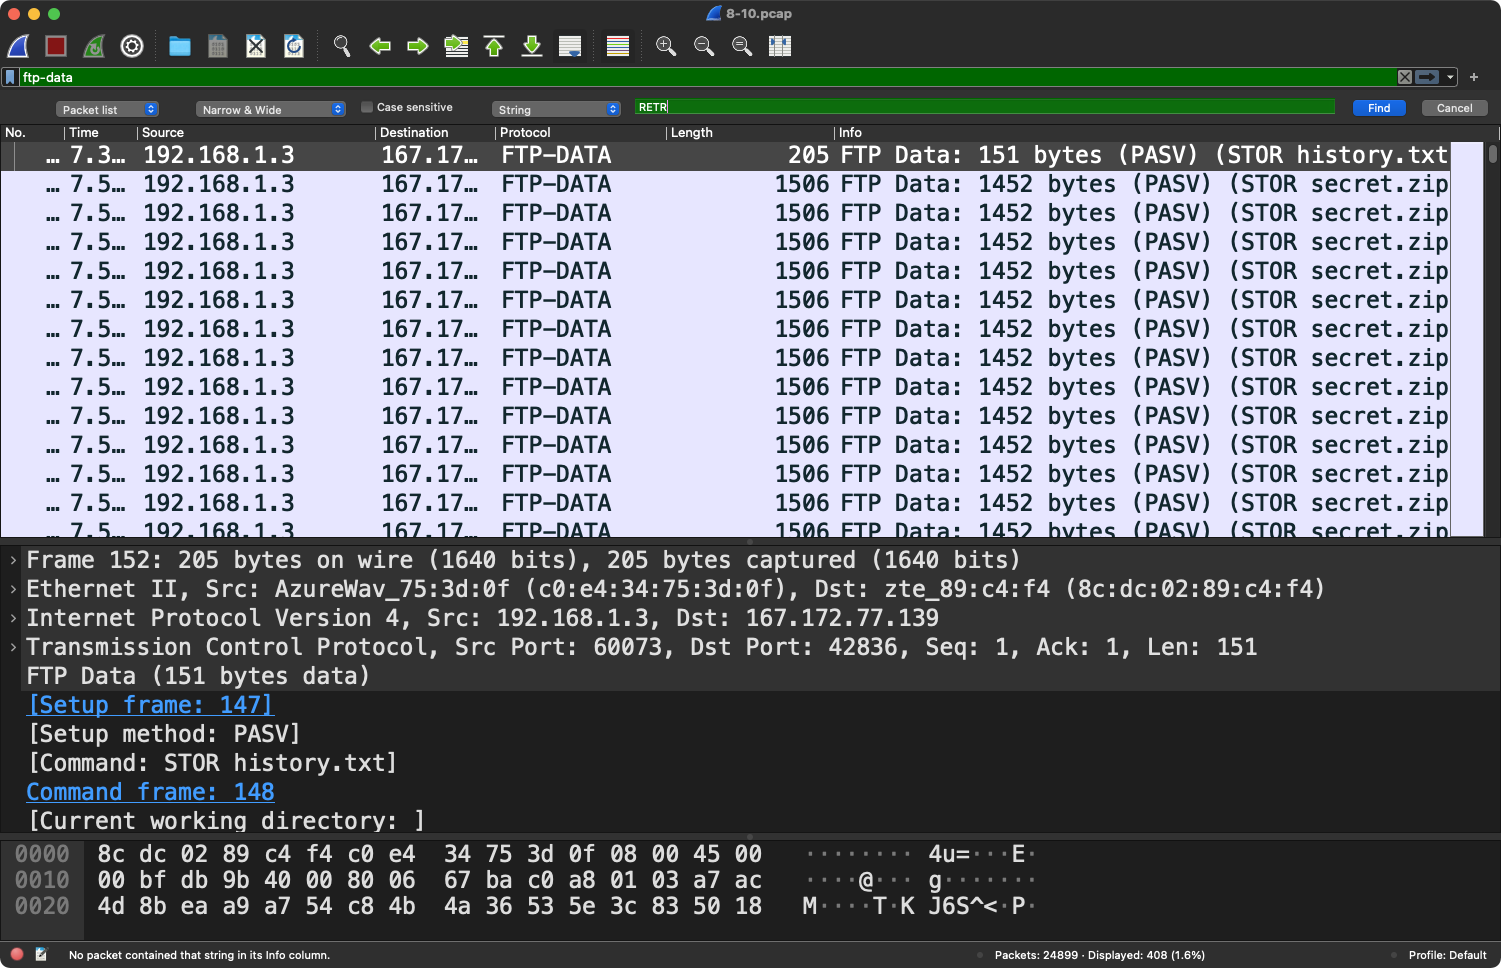 8-10.pcap
ftp-data
Packet list Narrow & Wide Case sensitive String RETR Find Cancel
No. Time Source Destination Protocol Length Info
… 7.3… 192.168.1.3 167.17… FTP-DATA 205 FTP Data: 151 bytes (PASV) (STOR history.txt
… 7.5… 192.168.1.3 167.17… FTP-DATA 1506 FTP Data: 1452 bytes (PASV) (STOR secret.zip
… 7.5… 192.168.1.3 167.17… FTP-DATA 1506 FTP Data: 1452 bytes (PASV) (STOR secret.zip
… 7.5… 192.168.1.3 167.17… FTP-DATA 1506 FTP Data: 1452 bytes (PASV) (STOR secret.zip
… 7.5… 192.168.1.3 167.17… FTP-DATA 1506 FTP Data: 1452 bytes (PASV) (STOR secret.zip
… 7.5… 192.168.1.3 167.17… FTP-DATA 1506 FTP Data: 1452 bytes (PASV) (STOR secret.zip
… 7.5… 192.168.1.3 167.17… FTP-DATA 1506 FTP Data: 1452 bytes (PASV) (STOR secret.zip
… 7.5… 192.168.1.3 167.17… FTP-DATA 1506 FTP Data: 1452 bytes (PASV) (STOR secret.zip
… 7.5… 192.168.1.3 167.17… FTP-DATA 1506 FTP Data: 1452 bytes (PASV) (STOR secret.zip
… 7.5… 192.168.1.3 167.17… FTP-DATA 1506 FTP Data: 1452 bytes (PASV) (STOR secret.zip
… 7.5… 192.168.1.3 167.17… FTP-DATA 1506 FTP Data: 1452 bytes (PASV) (STOR secret.zip
… 7.5… 192.168.1.3 167.17… FTP-DATA 1506 FTP Data: 1452 bytes (PASV) (STOR secret.zip
… 7.5… 192.168.1.3 167.17… FTP-DATA 1506 FTP Data: 1452 bytes (PASV) (STOR secret.zip
… 7.5… 192.168.1.3 167.17… FTP-DATA 1506 FTP Data: 1452 bytes (PASV) (STOR secret.zip
Frame 152: 205 bytes on wire (1640 bits), 205 bytes captured (1640 bits)
Ethernet II, Src: AzureWav_75:3d:0f (c0:e4:34:75:3d:0f), Dst: zte_89:c4:f4 (8c:dc:02:89:c4:f4)
Internet Protocol Version 4, Src: 192.168.1.3, Dst: 167.172.77.139
Transmission Control Protocol, Src Port: 60073, Dst Port: 42836, Seq: 1, Ack: 1, Len: 151
FTP Data (151 bytes data)
[Setup frame: 147]
[Setup method: PASV]
[Command: STOR history.txt]
Command frame: 148
[Current working directory: ]
0000 8c dc 02 89 c4 f4 c0 e4 34 75 3d 0f 08 00 45 00 ········ 4u=···E·
0010 00 bf db 9b 40 00 80 06 67 ba c0 a8 01 03 a7 ac ····@··· g·······
0020 4d 8b ea a9 a7 54 c8 4b 4a 36 53 5e 3c 83 50 18 M····T·K J6S^<·P·
No packet contained that string in its Info column. Packets: 24899 · Displayed: 408 (1.6%) Profile: Default